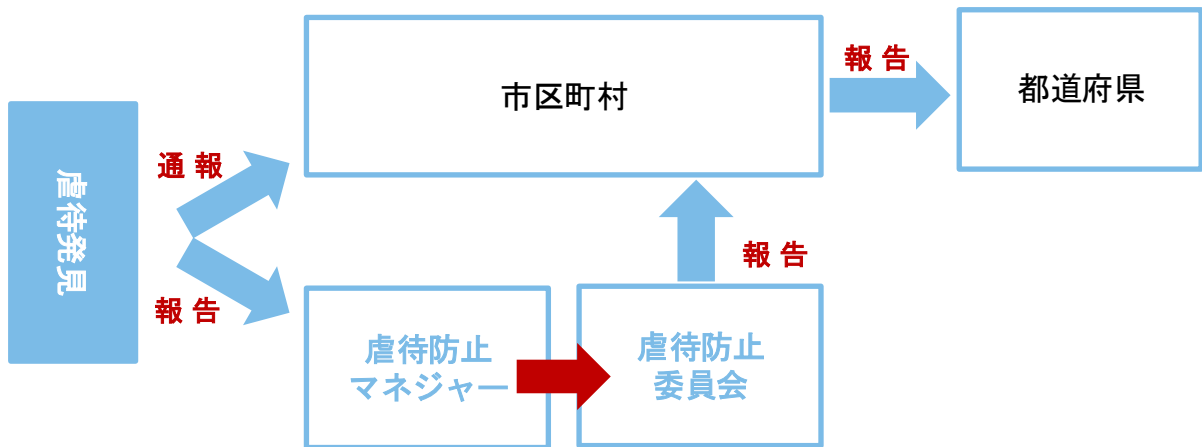 虐待発見
通報
報告
市区町村
報告
都道府県
報告
虐待防止
マネジャー
虐待防止
委員会